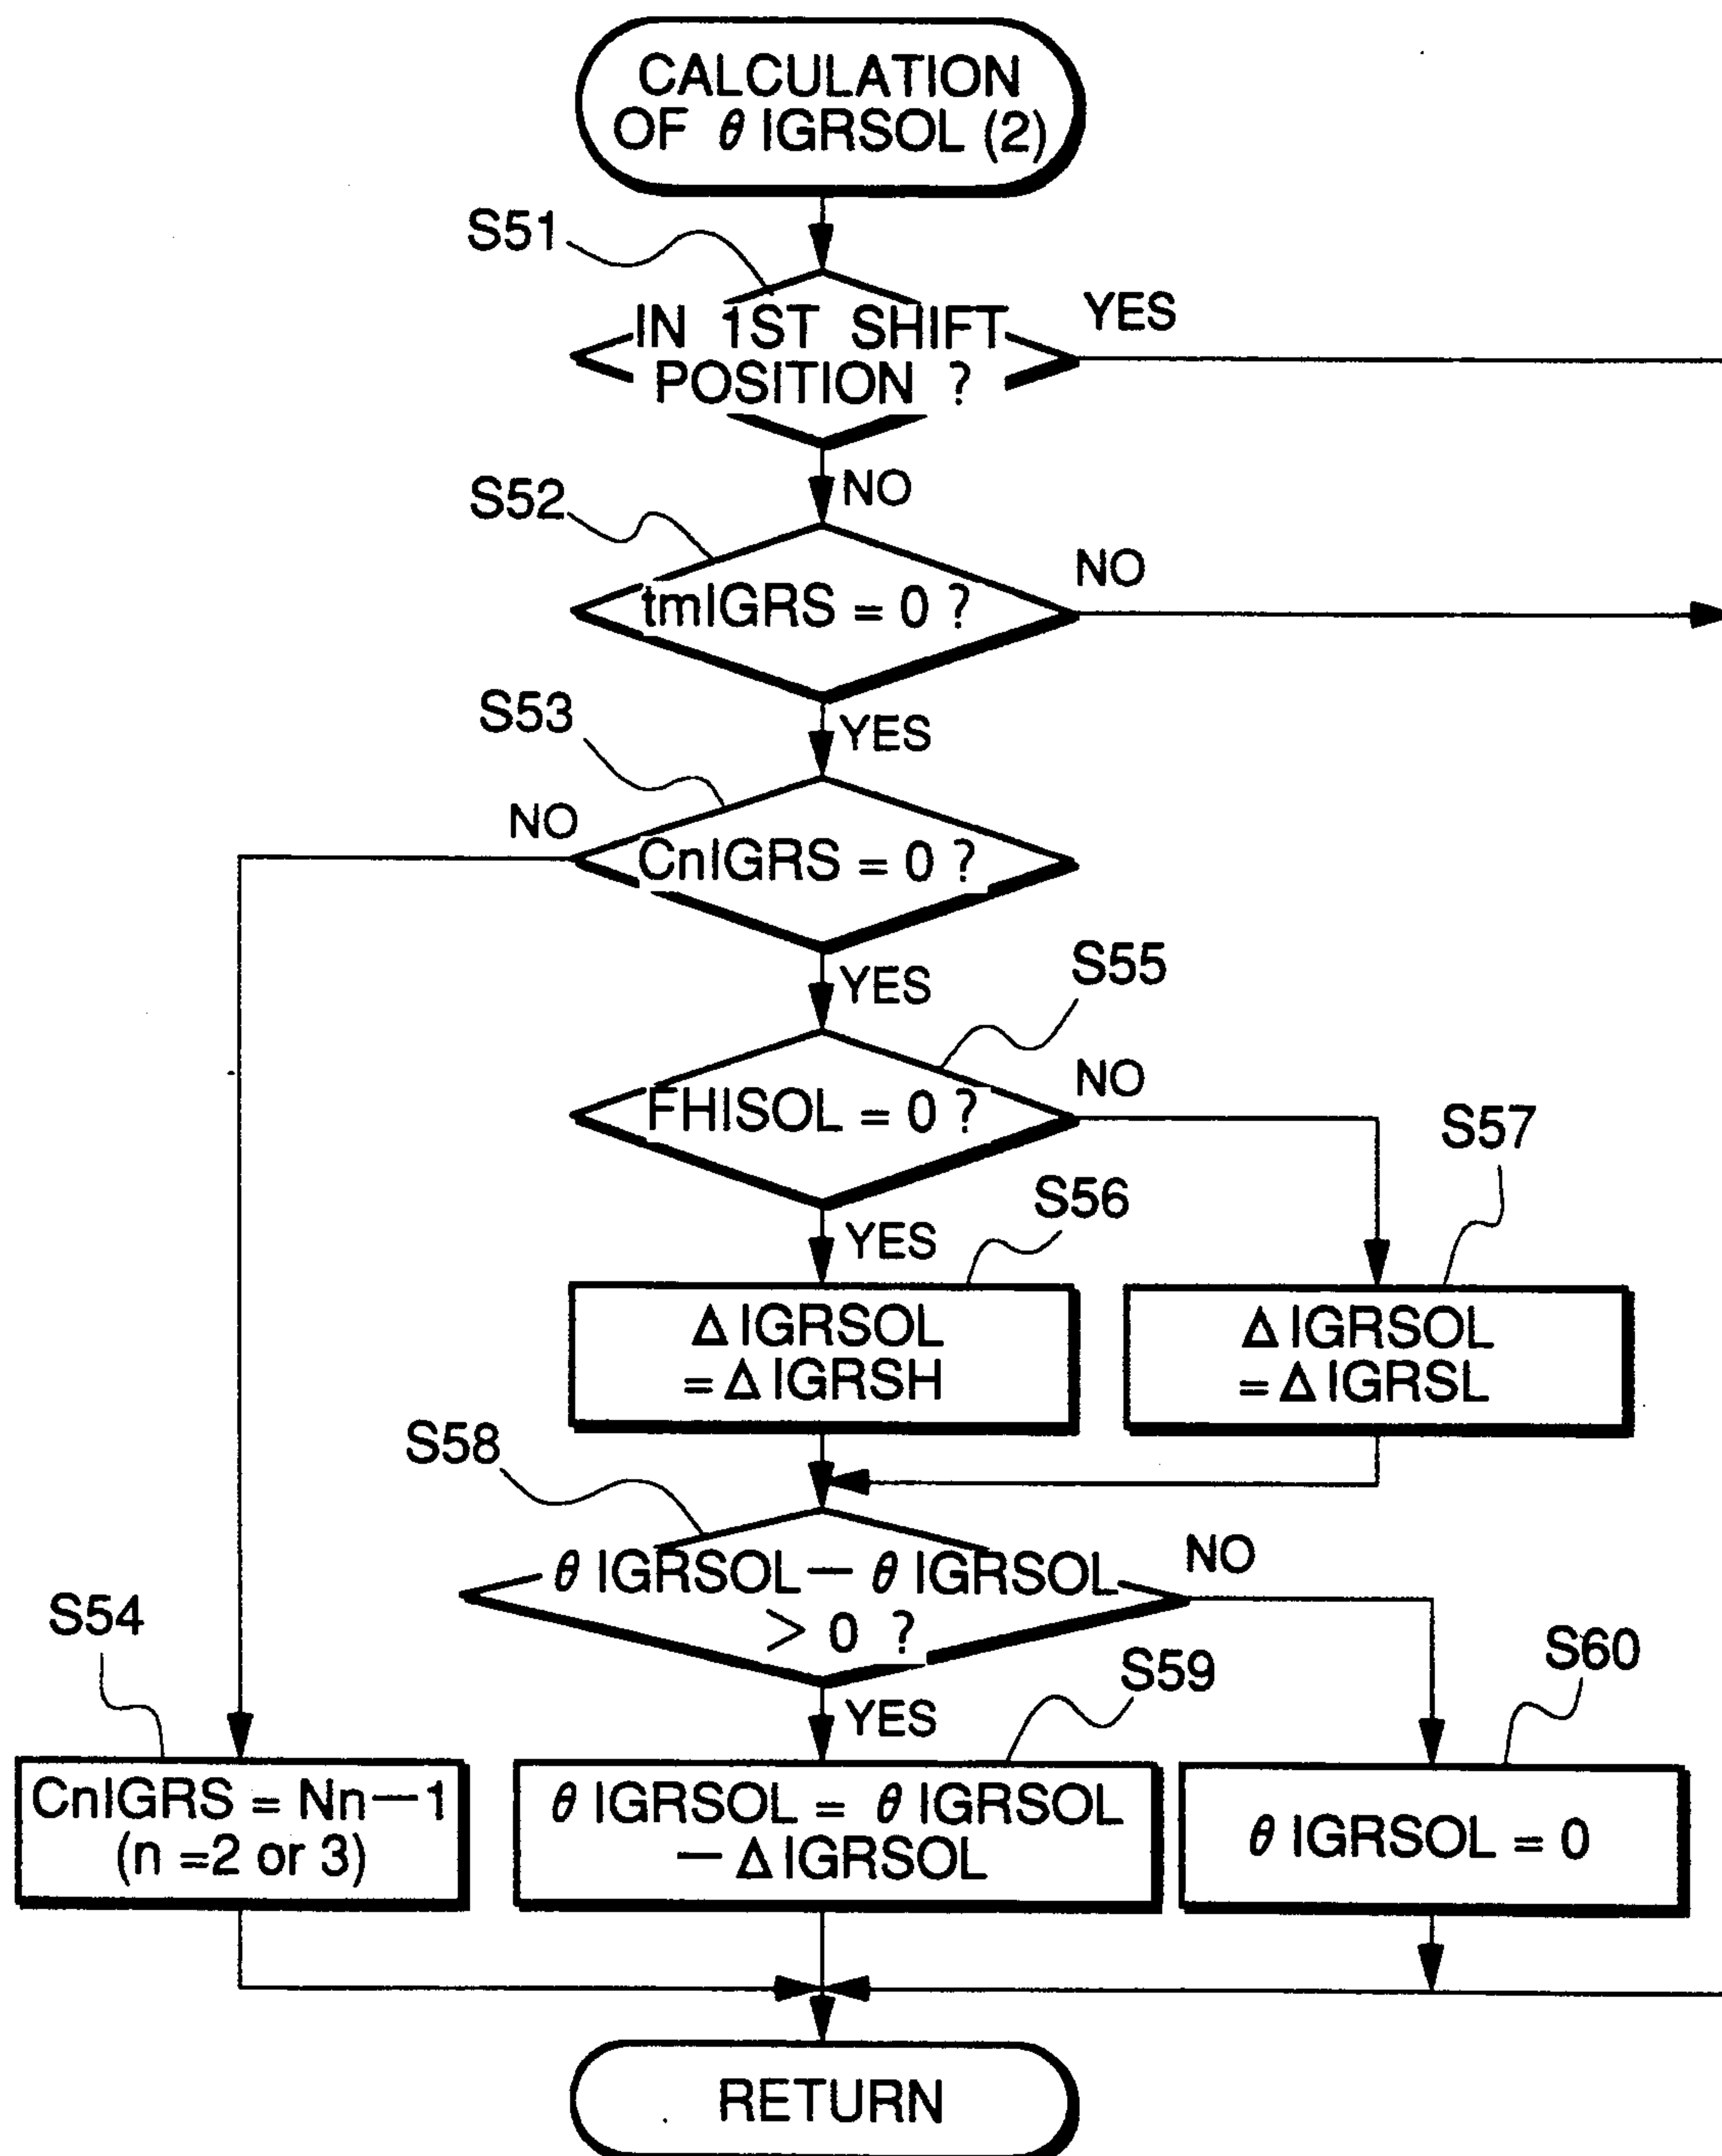 CALCULATION
OF θ IGRSOL (2)
S51
IN 1ST SHIFT
POSITION ?
YES
NO
S52
tmIGRS = 0 ?
NO
YES
S53
NO
CnIGRS = 0 ?
YES
S55
FHISOL = 0 ?
NO
YES
S56
S57
Δ IGRSOL
= Δ IGRSH
Δ IGRSOL
= Δ IGRSL
S58
θ IGRSOL — θ IGRSOL
> 0 ?
NO
YES
S54
S59
S60
CnIGRS = Nn—1
(n =2 or 3)
θ IGRSOL = θ IGRSOL
— Δ IGRSOL
θ IGRSOL = 0
RETURN